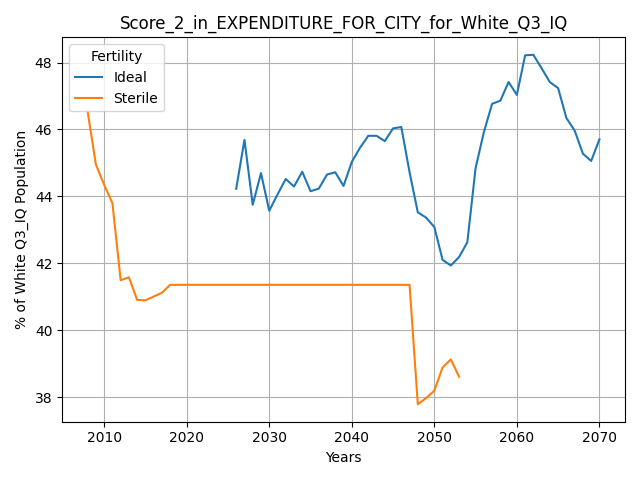 Score_2_in_EXPENDITURE_FOR_CITY_for_White_Q3_IQ
Fertility
Ideal
Sterile
% of White Q3_IQ Population
48
46
44
42
40
38
2010 2020 2030 2040 2050 2060 2070
Years